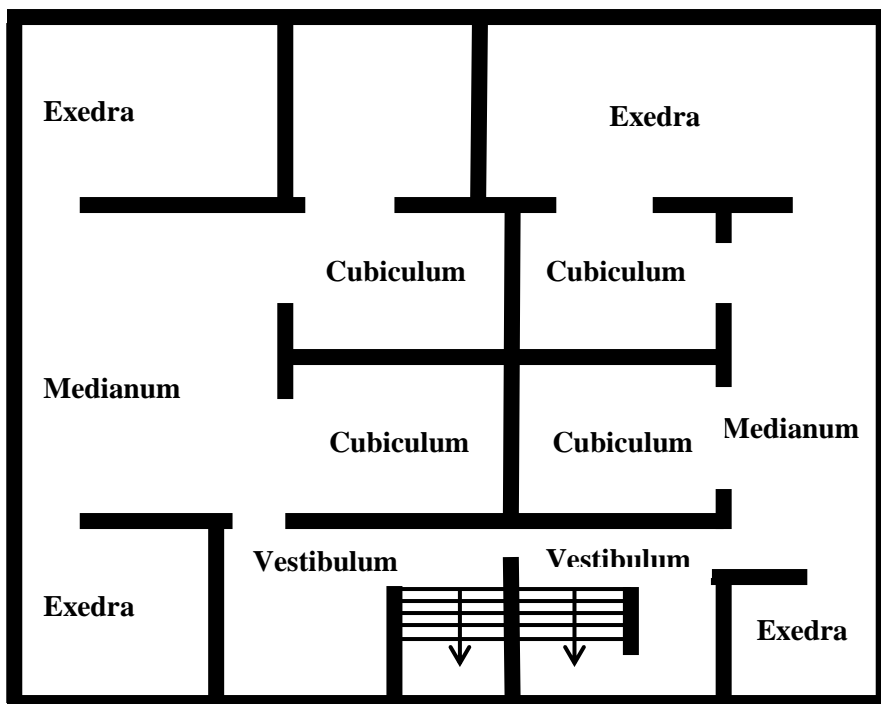 Exedra
Exedra
Cubiculum
Cubiculum
Medianum
Cubiculum
Cubiculum
Medianum
Vestibulum
Vestibulum
Exedra
Exedra